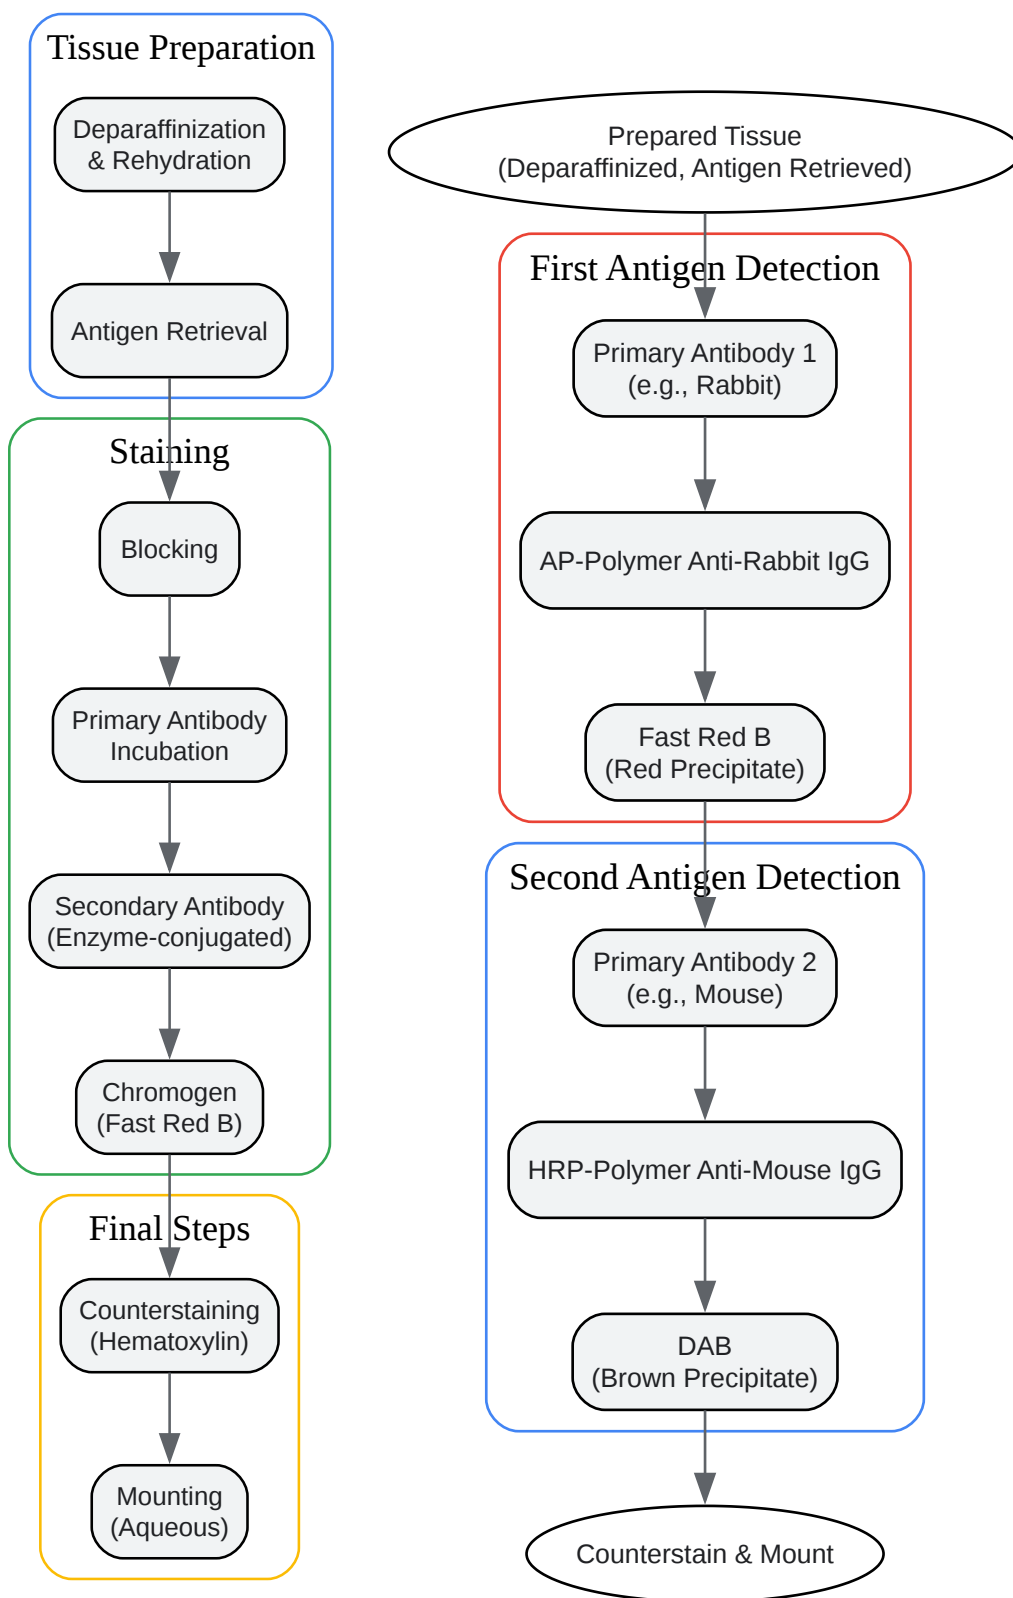 Tissue Preparation
Deparaffinization
& Rehydration
Antigen Retrieval
Staining
Blocking
Primary Antibody
Incubation
Secondary Antibody
(Enzyme-conjugated)
Chromogen
(Fast Red B)
Final Steps
Counterstaining
(Hematoxylin)
Mounting
(Aqueous)
Prepared Tissue
(Deparaffinized, Antigen Retrieved)
First Antigen Detection
Primary Antibody 1
(e.g., Rabbit)
AP-Polymer Anti-Rabbit IgG
Fast Red B
(Red Precipitate)
Second Antigen Detection
Primary Antibody 2
(e.g., Mouse)
HRP-Polymer Anti-Mouse IgG
DAB
(Brown Precipitate)
Counterstain & Mount